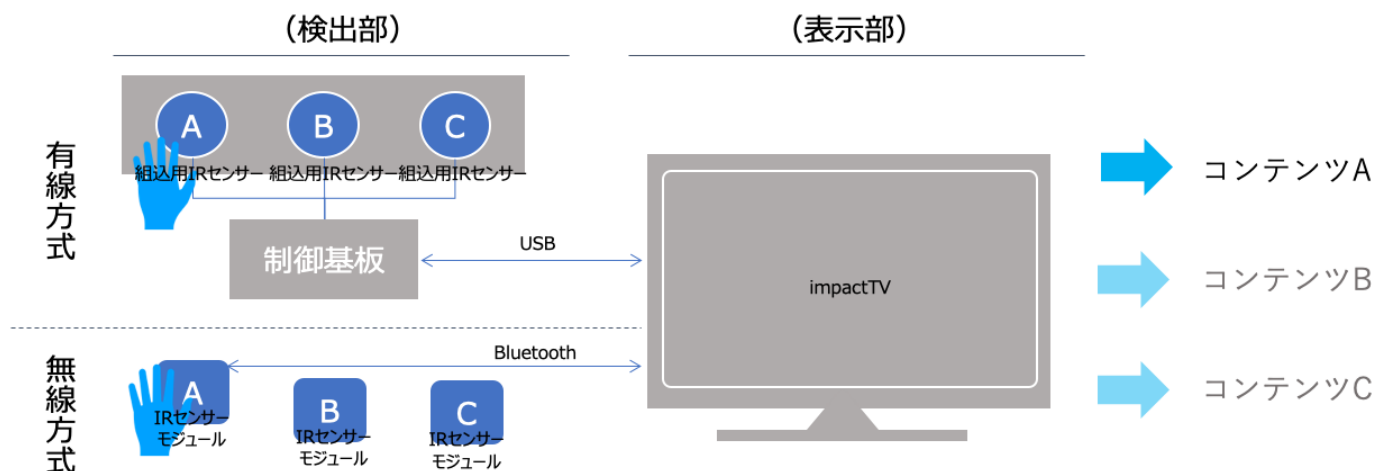 （検出部）
（表示部）
有線方式
A
B
C
組込用IRセンサー
組込用IRセンサー
組込用IRセンサー
制御基板
USB
impactTV
コンテンツA
コンテンツB
コンテンツC
無線方式
Bluetooth
A
IRセンサー
モジュール
B
IRセンサー
モジュール
C
IRセンサー
モジュール